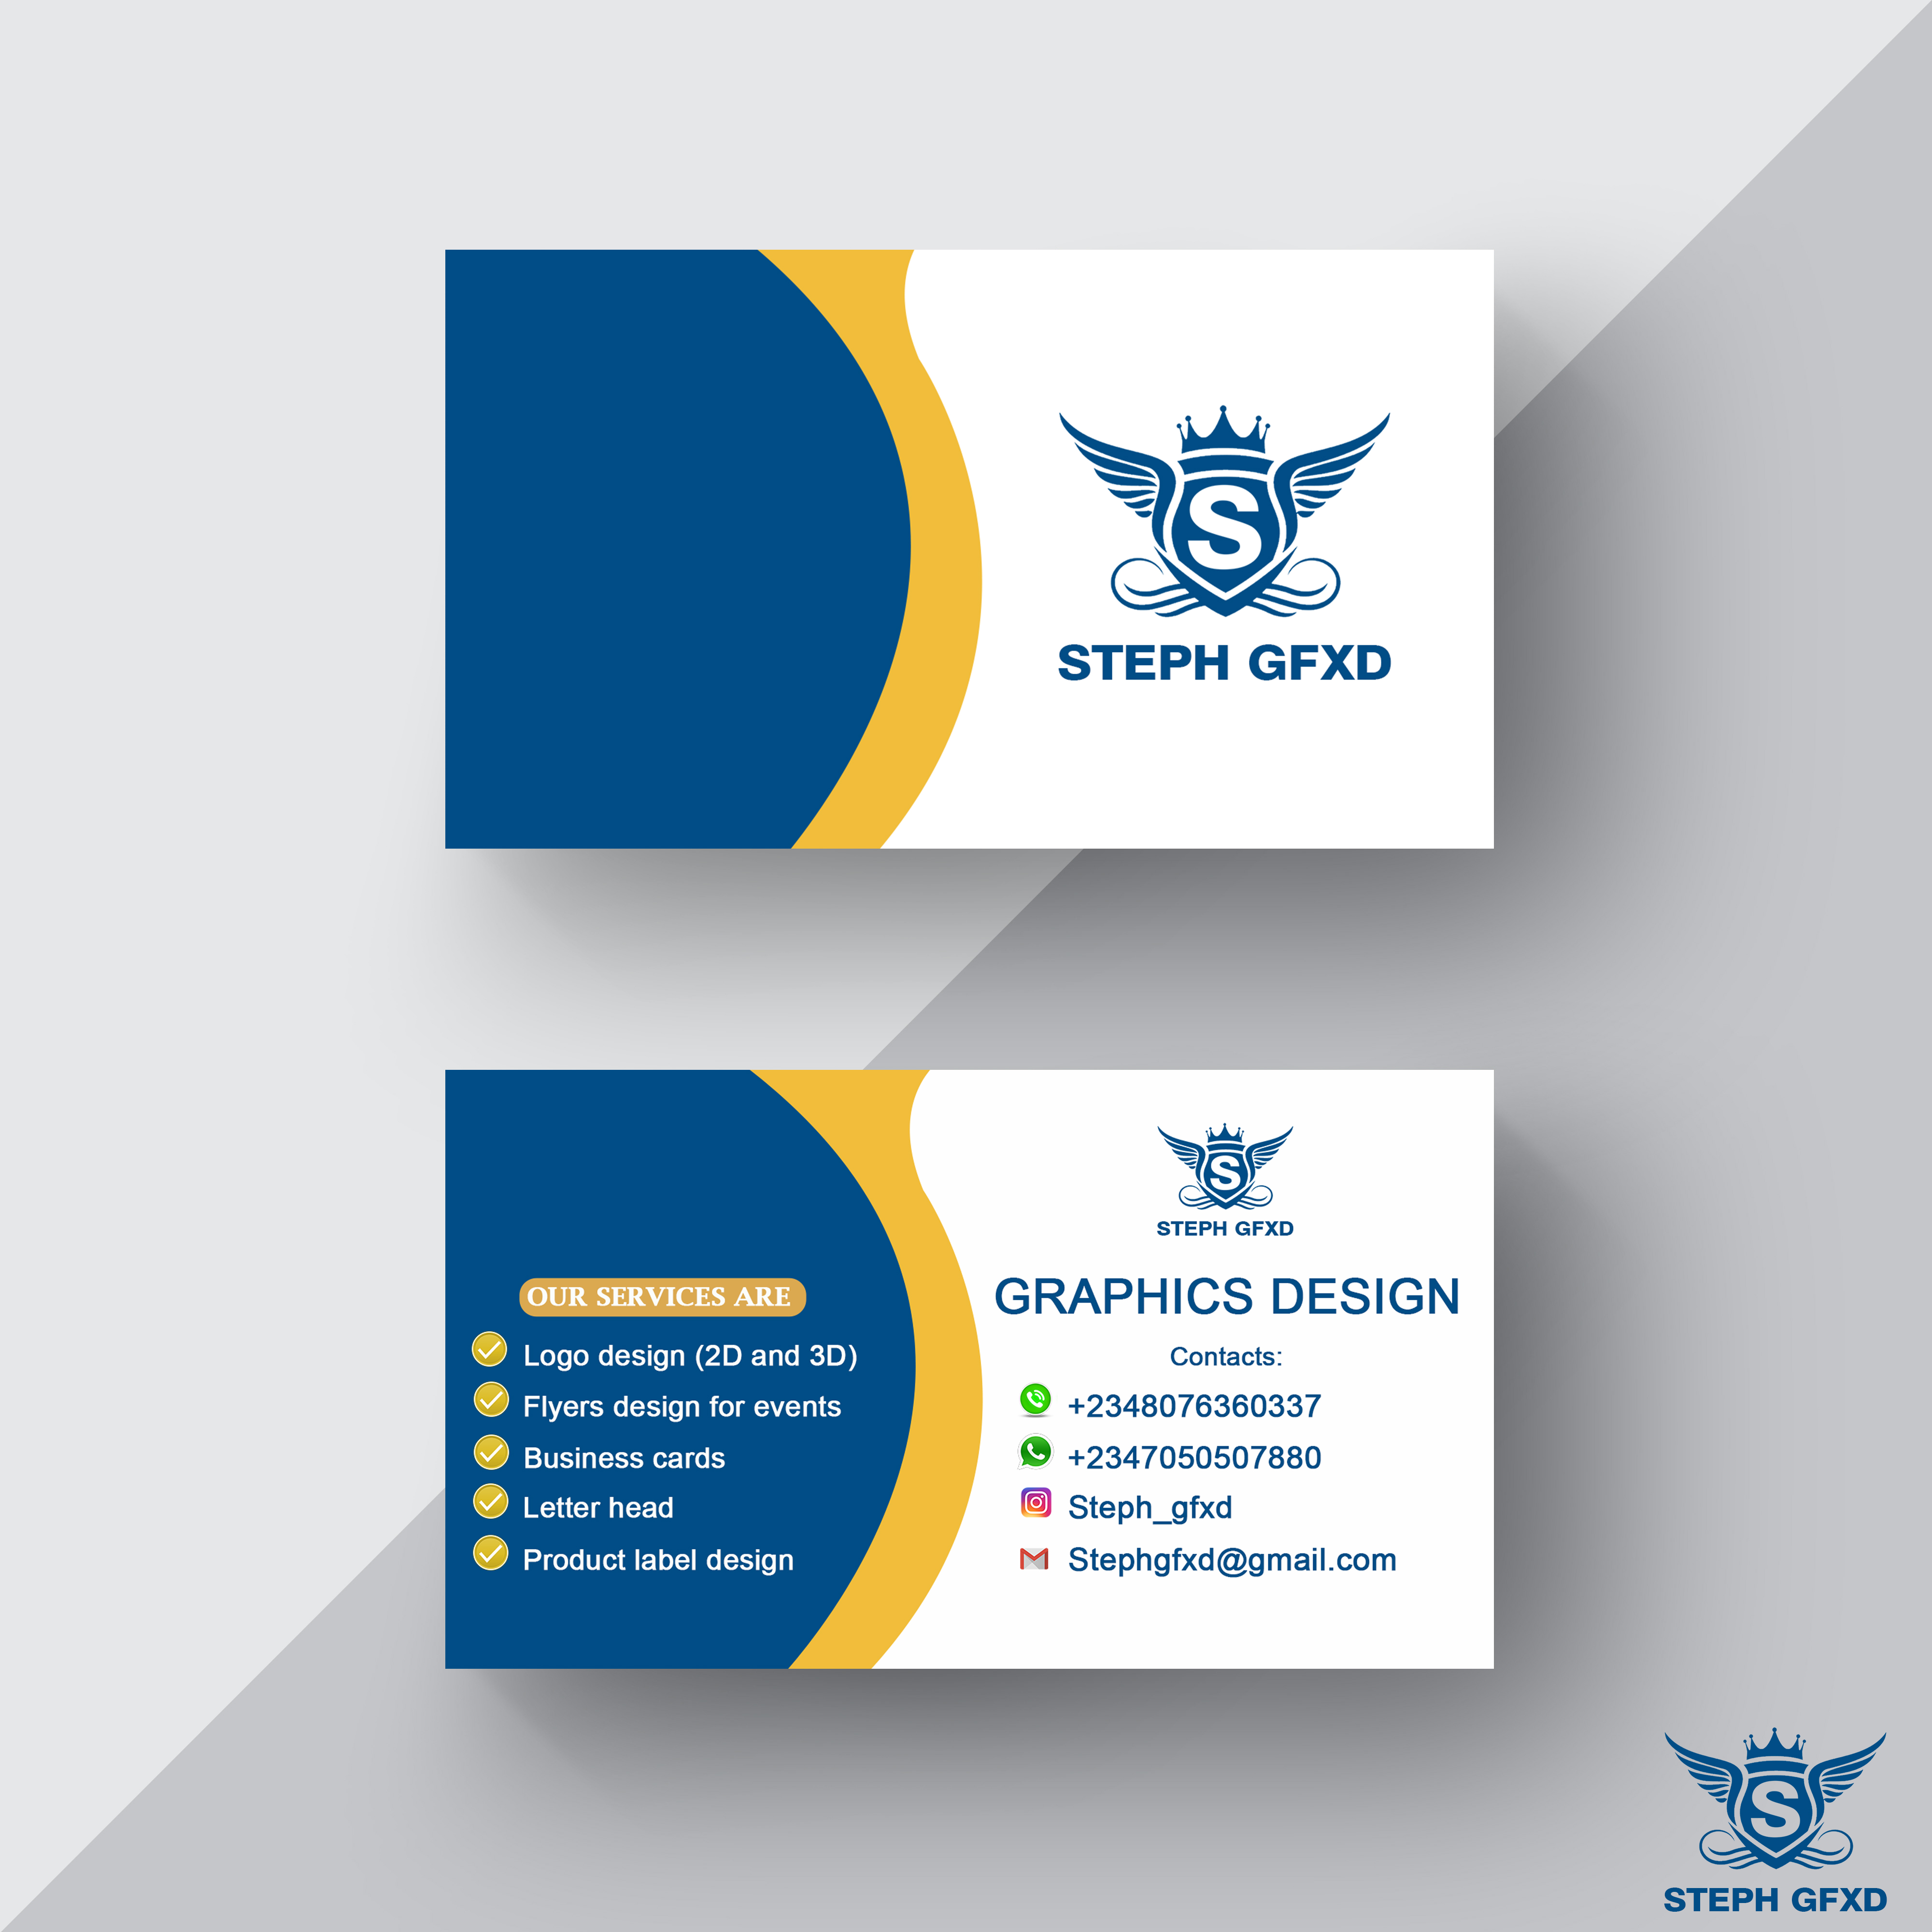 S
STEPH GFXD
S
STEPH GFXD
GRAPHICS DESIGN
OUR SERVICES ARE
Logo design (2D and 3D)
Flyers design for events
Business cards
Letter head
Product label design
Contacts:
+2348076360337
+2347050507880
Steph_gfxd
Stephgfxd@gmail.com
S
STEPH GFXD